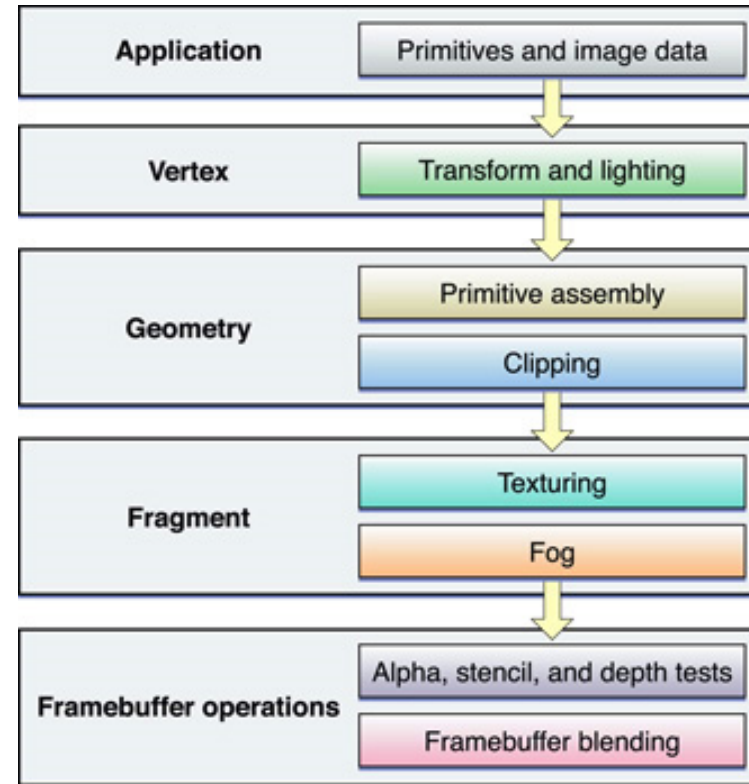 Application
Primitives and image data
Vertex
Transform and lighting
Geometry
Primitive assembly
Clipping
Fragment
Texturing
Fog
Framebuffer operations
Alpha, stencil, and depth tests
Framebuffer blending